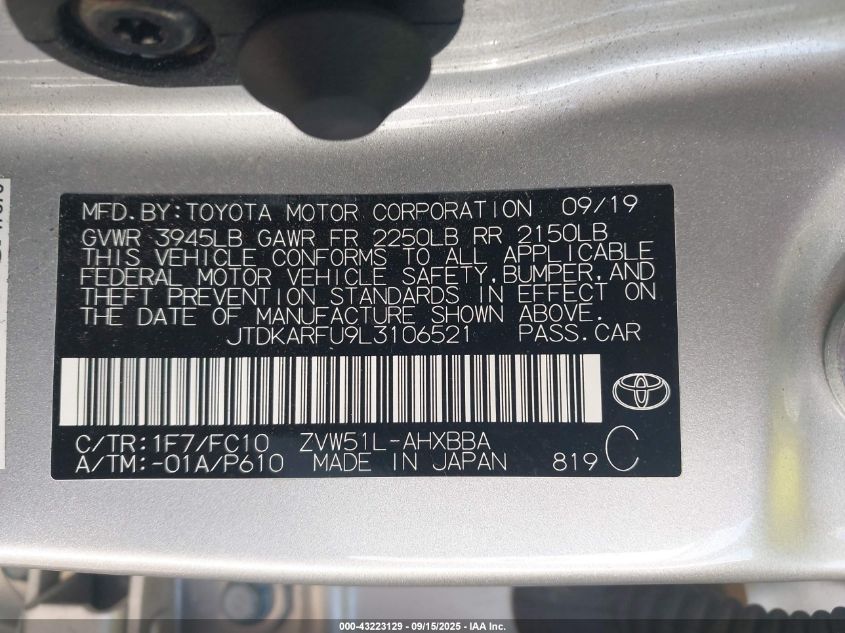 MFD.BY:TOYOTA MOTOR CORPORATION 09/19
GVWR 3945LB GAWR FR 2250LB RR 2150LB
THIS VEHICLE CONFORMS TO ALL APPLICABLE
FEDERAL MOTOR VEHICLE SAFETY,BUMPER,AND
THEFT PREVENTION STANDARDS IN EFFECT ON
THE DATE OF MANUFACTURE SHOWN ABOVE.
JTDKARFU9L3106521 PASS.CAR
C/TR:1F7/FC10 ZVW51L-AHXBBA
A/TM:-01A/P610 MADE IN JAPAN 819 C
000-43223129 - 09/15/2025 - IAA Inc.